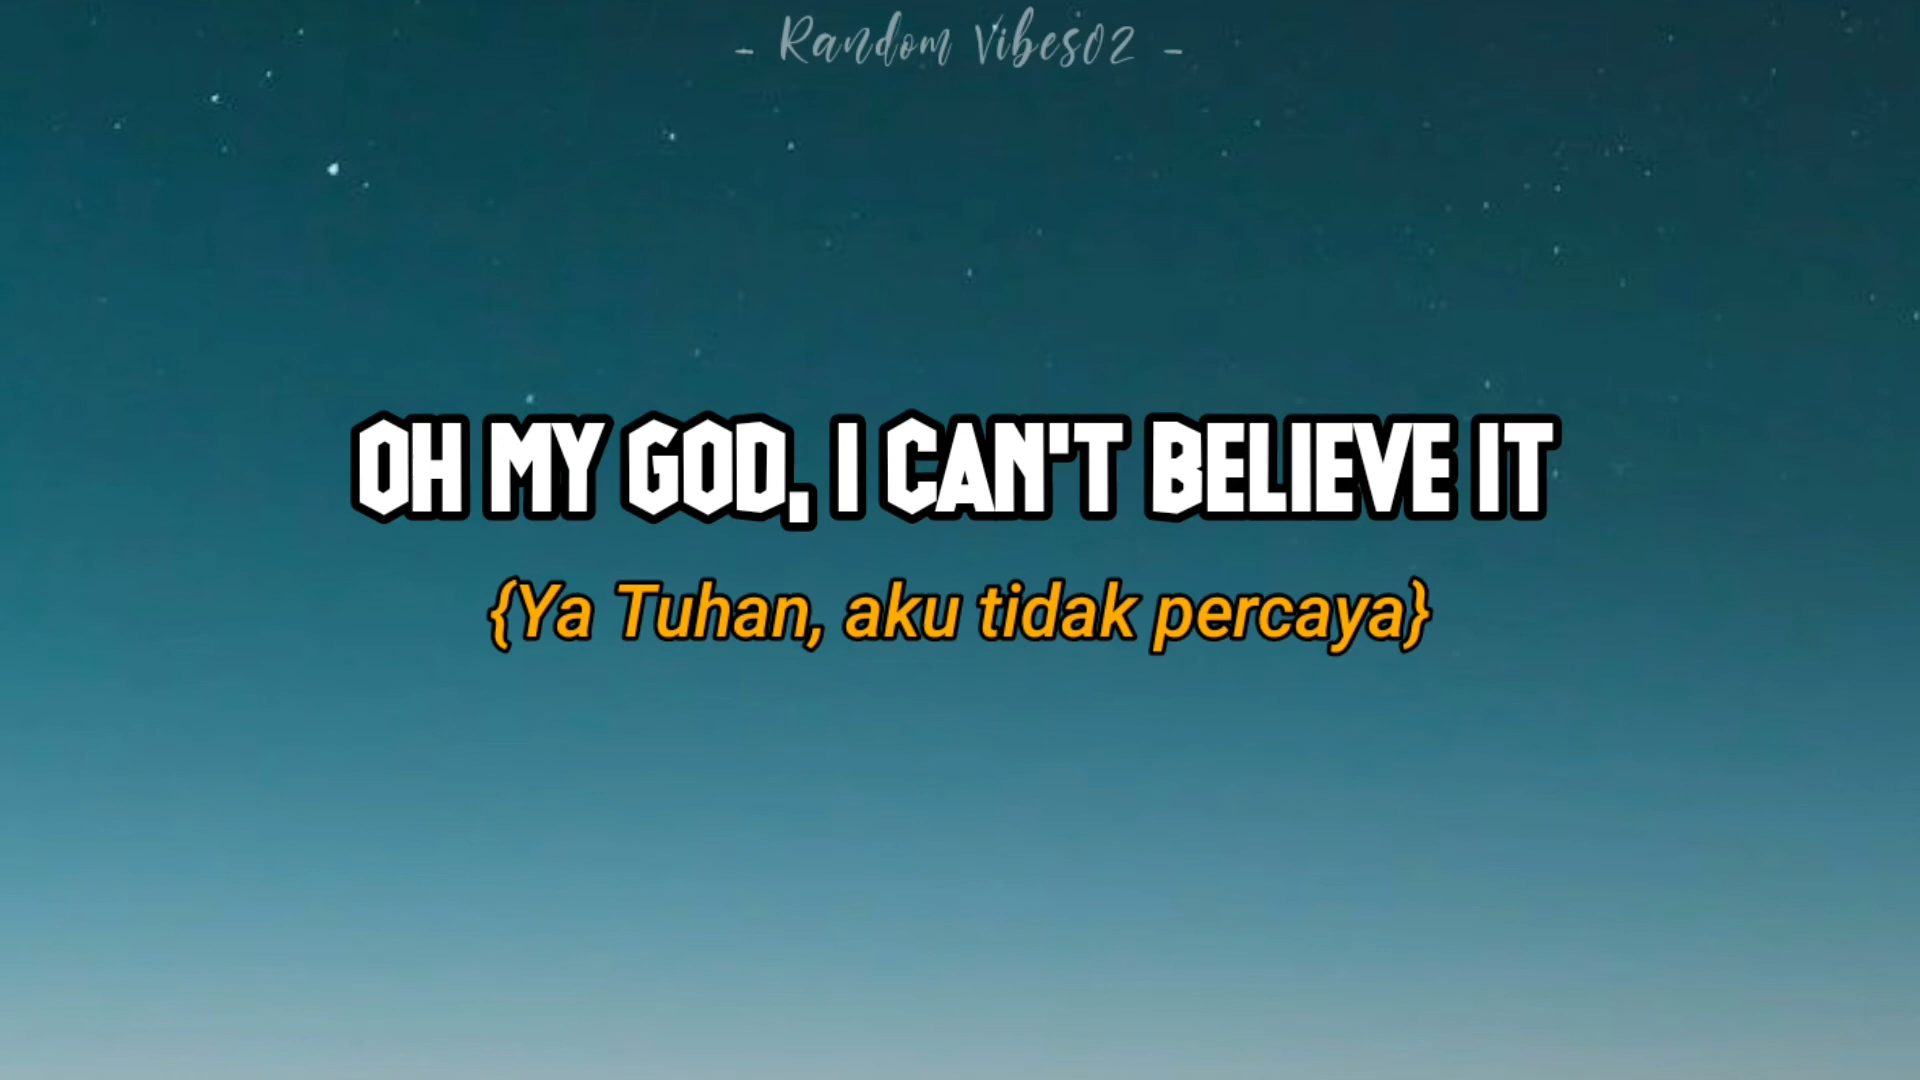 - Random Vibes02 -
OH MY GOD, I CAN'T BELIEVE IT
{Ya Tuhan, aku tidak percaya}